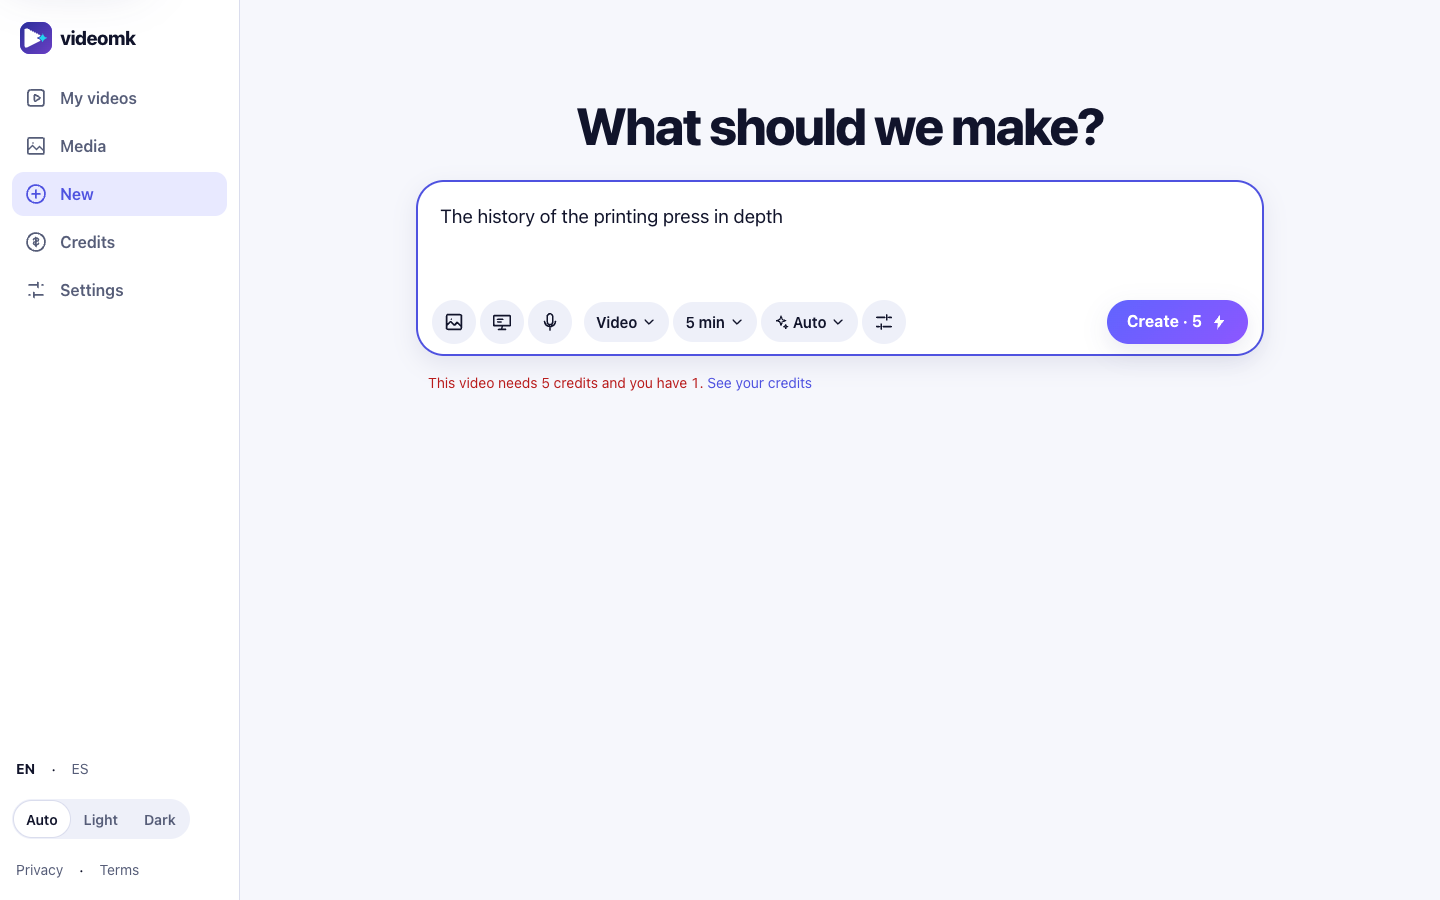 videomk
My videos
Media
New
Credits
Settings
EN · ES
Auto Light Dark
Privacy · Terms
What should we make?
The history of the printing press in depth
Video 5 min Auto Create · 5
This video needs 5 credits and you have 1. See your credits